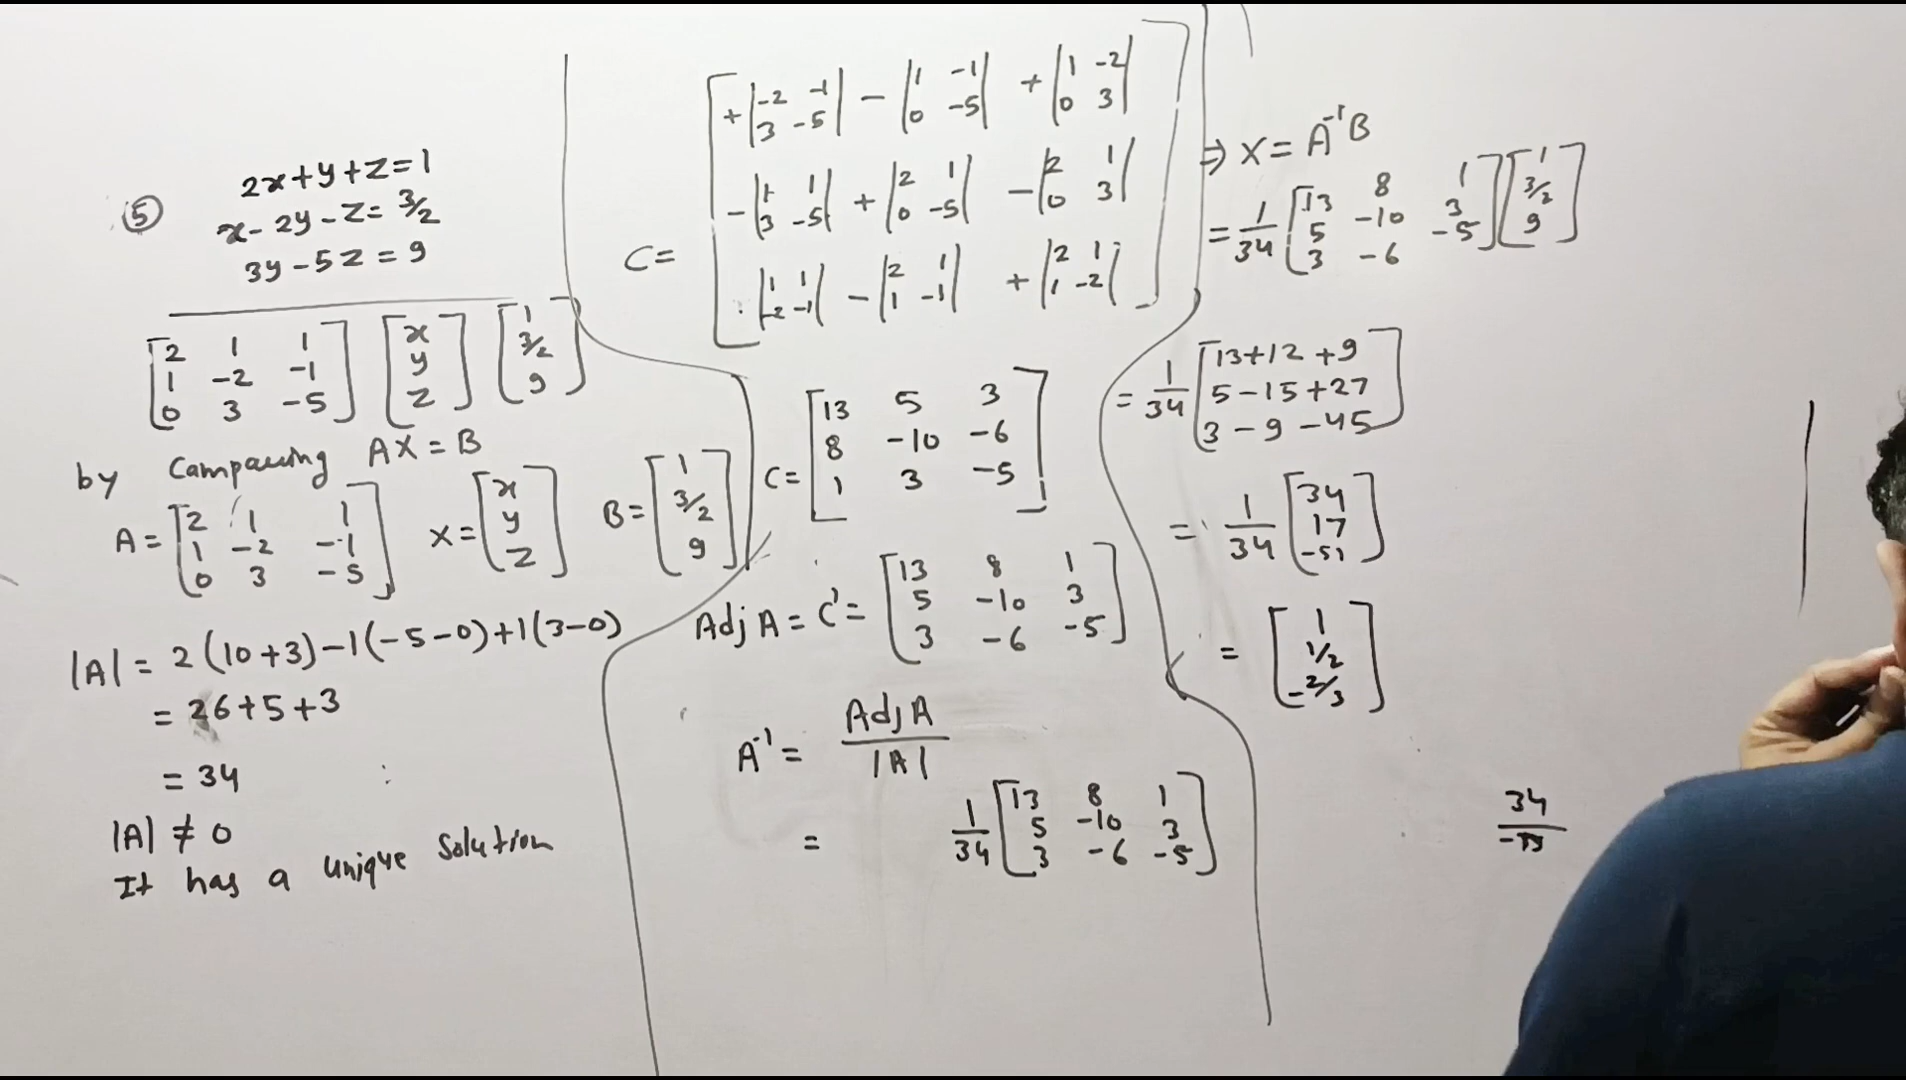 ⑤ 2x+y+z=1
x-2y-z=3/2
3y-5z=9
[2 1 1] [x] [1]
[1 -2 -1] [y] [3/2]
[0 3 -5] [z] [9]
by Campauing AX=B
A=[2 1 1] X=[x] B=[1]
[1 -2 -1] [y] [3/2]
[0 3 -5] [z] [9]
|A| = 2(10+3)-1(-5-0)+1(3-0)
= 26+5+3
= 34
|A| ≠ 0
It has a unique solution
C= [+|-2 -1| -|1 -1| +|1 -2|]
[|3 -5| |0 -5| |0 3|]
[-|1 1| +|2 1| -|2 1|]
[|3 -5| |0 -5| |0 3|]
[|1 1| -|2 1| +|2 1|]
[|-2 -1| |1 -1| |1 -2|]
C= [13 5 3]
[8 -10 -6]
[1 3 -5]
Adj A = C' = [13 8 1]
[5 -10 3]
[3 -6 -5]
A⁻¹ = Adj A
|A|
= 1/34 [13 8 1]
[5 -10 3]
[3 -6 -5]
⇒ X = A⁻¹B
= 1/34 [13 8 1] [1]
[5 -10 3] [3/2]
[3 -6 -5] [9]
= 1/34 [13+12+9]
[5-15+27]
[3-9-45]
= 1/34 [34]
[17]
[-51]
= [1]
[1/2]
[-2/3]
34